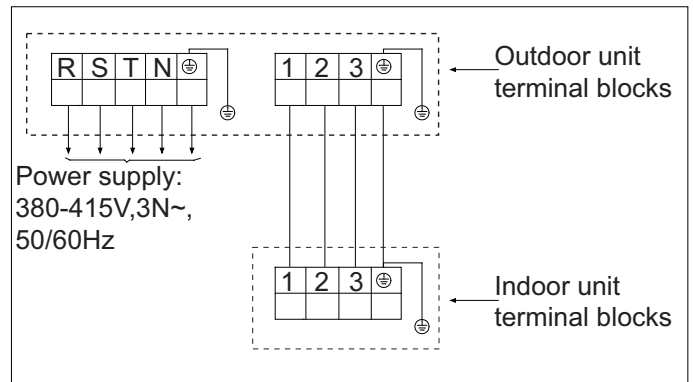 R S T N ⏚
1 2 3 ⏚
Outdoor unit
terminal blocks
Power supply:
380-415V,3N~,
50/60Hz
1 2 3 ⏚
Indoor unit
terminal blocks